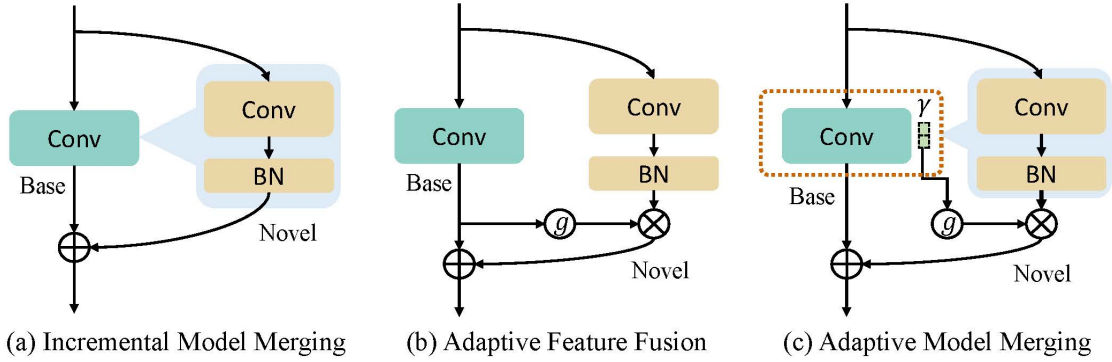 Conv
Conv
BN
Base
Novel
(a) Incremental Model Merging
Conv
Conv
BN
Base
g
Novel
(b) Adaptive Feature Fusion
Conv
γ
Conv
BN
Base
g
Novel
(c) Adaptive Model Merging